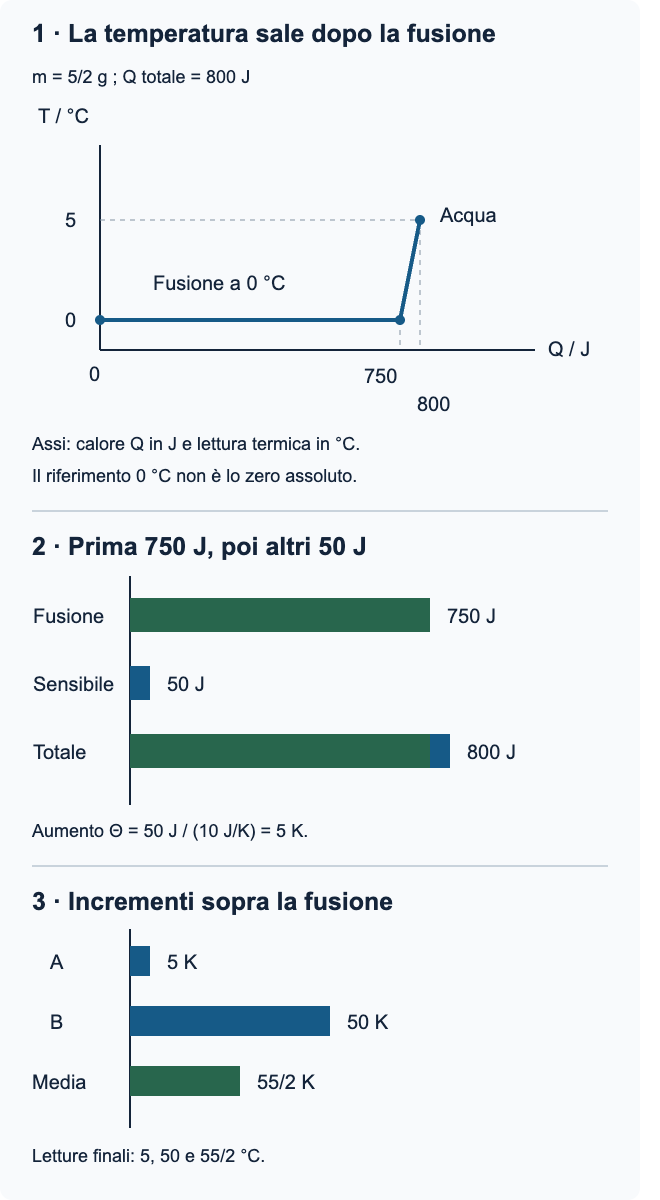 1 · La temperatura sale dopo la fusione
m = 5/2 g ; Q totale = 800 J
T / °C
5
Acqua
Fusione a 0 °C
0
Q / J
0
750
800
Assi: calore Q in J e lettura termica in °C.
Il riferimento 0 °C non è lo zero assoluto.
2 · Prima 750 J, poi altri 50 J
Fusione 750 J
Sensibile 50 J
Totale 800 J
Aumento Θ = 50 J / (10 J/K) = 5 K.
3 · Incrementi sopra la fusione
A 5 K
B 50 K
Media 55/2 K
Letture finali: 5, 50 e 55/2 °C.